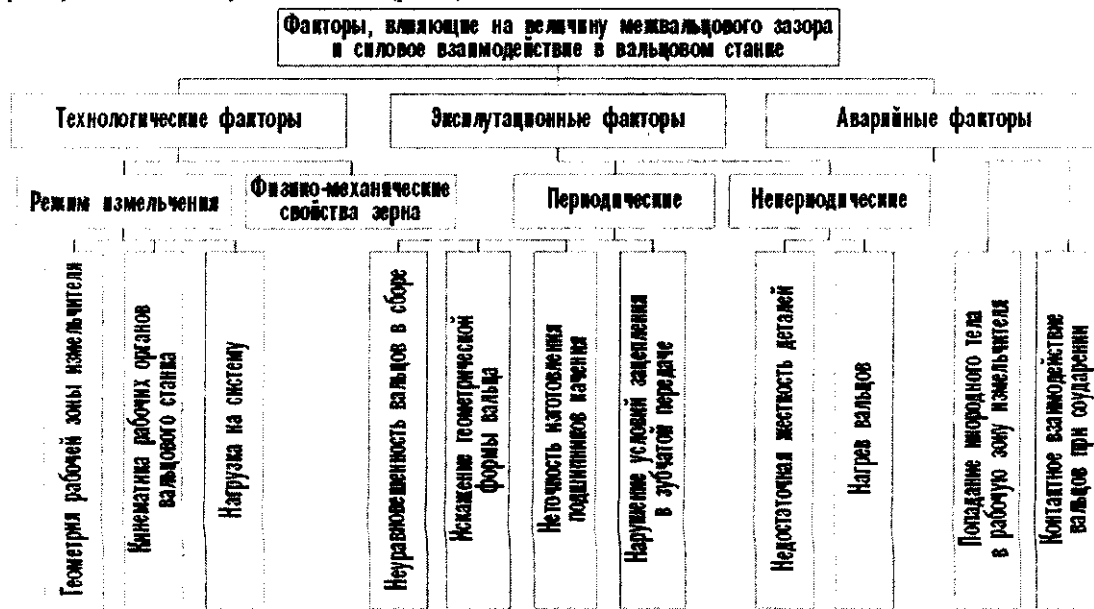 Факторы, влияющие на величину межвальцового зазора
и силовое взаимодействие в вальцовом станке
Технологические факторы
Эксплутационные факторы
Аварийные факторы
Режим измельчения
Физико-механические
свойства зерна
Периодические
Непериодические
Геометрия рабочей зоны измельчителя
Кинематика рабочих органов
вальцового станка
Нагрузка на систему
Неуравновешенность вальцов в сборе
Искажение геометрической
формы вальца
Неточность изготовления
подшипников качения
Нарушение условий зацепления
в зубчатой передаче
Недостаточная жесткость деталей
Нагрев вальцов
Попадание инородного тела
в рабочую зону измельчителя
Контактное взаимодействие
вальцов при соударении